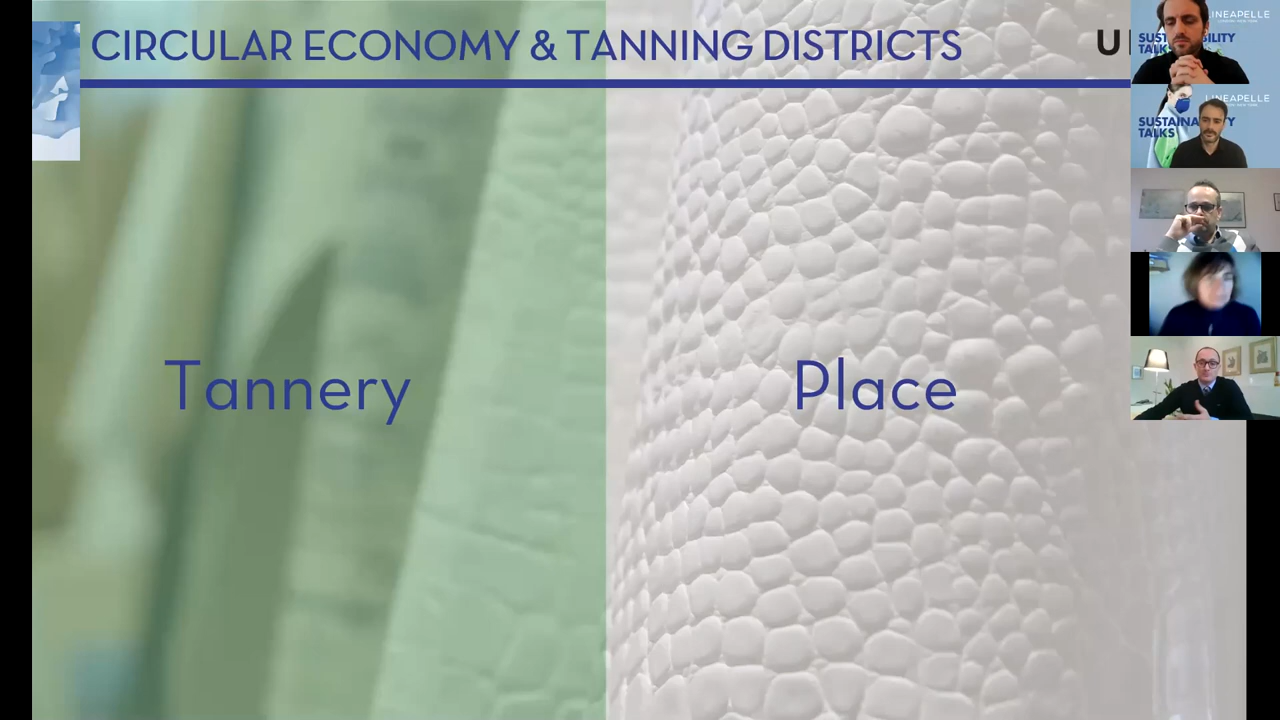 CIRCULAR ECONOMY & TANNING DISTRICTS
Tannery
Place
LINEAPELLE
LINEAPELLE
SUSTAINABILITY
TALKS